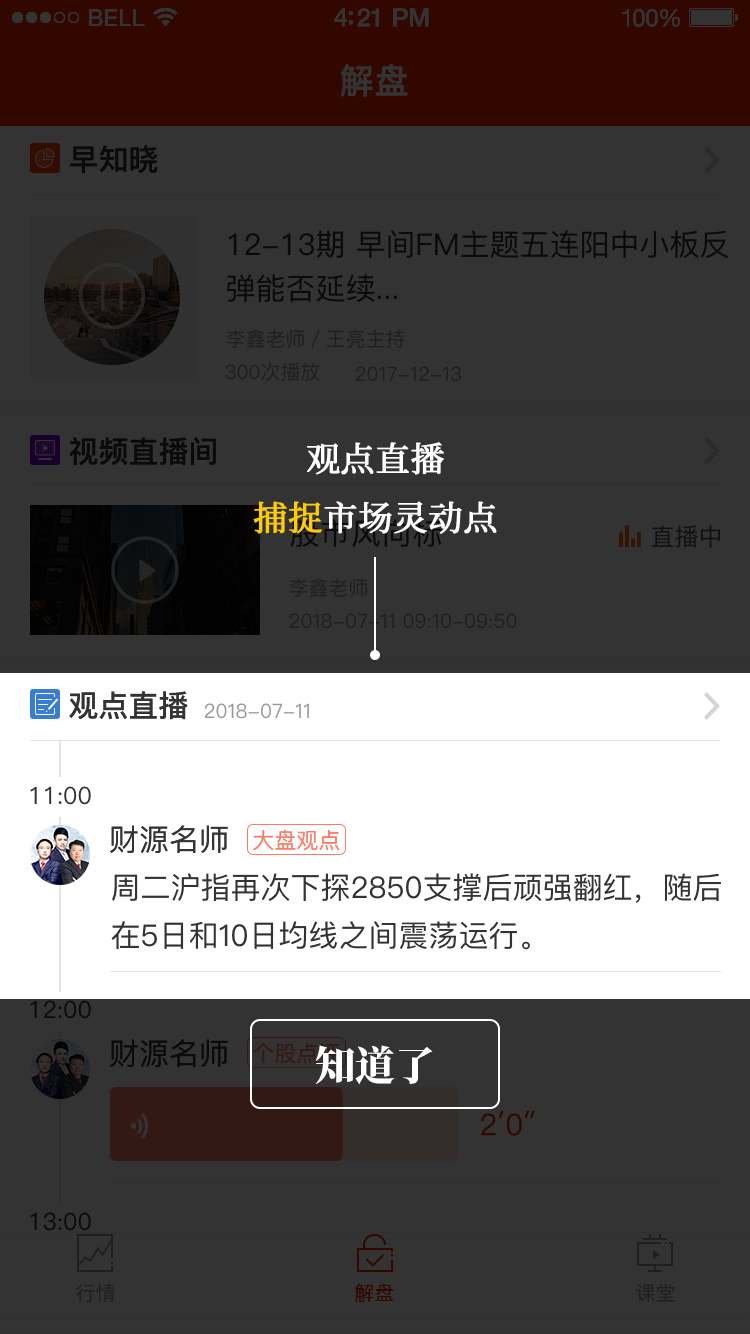 BELL 4:21 PM 100%
解盘
早知晓
12-13期 早间FM主题五连阳中小板反
弹能否延续...
李鑫老师 / 王亮主持
300次播放 2017-12-13
视频直播间
观点直播
捕捉市场灵动点
股市风向标 直播中
李鑫老师
2018-07-11 09:10-09:50
观点直播 2018-07-11
11:00
财源名师 大盘观点
周二沪指再次下探2850支撑后顽强翻红，随后
在5日和10日均线之间震荡运行。
12:00
财源名师 个股点评
知道了
2′0″
13:00
行情 解盘 课堂